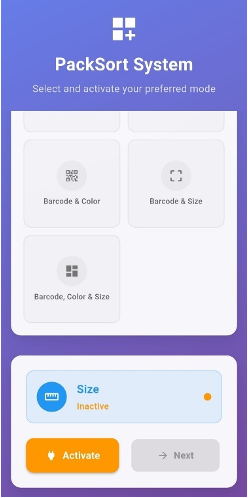 PackSort System
Select and activate your preferred mode
Barcode & Color
Barcode & Size
Barcode, Color & Size
Size
Inactive
Activate
Next